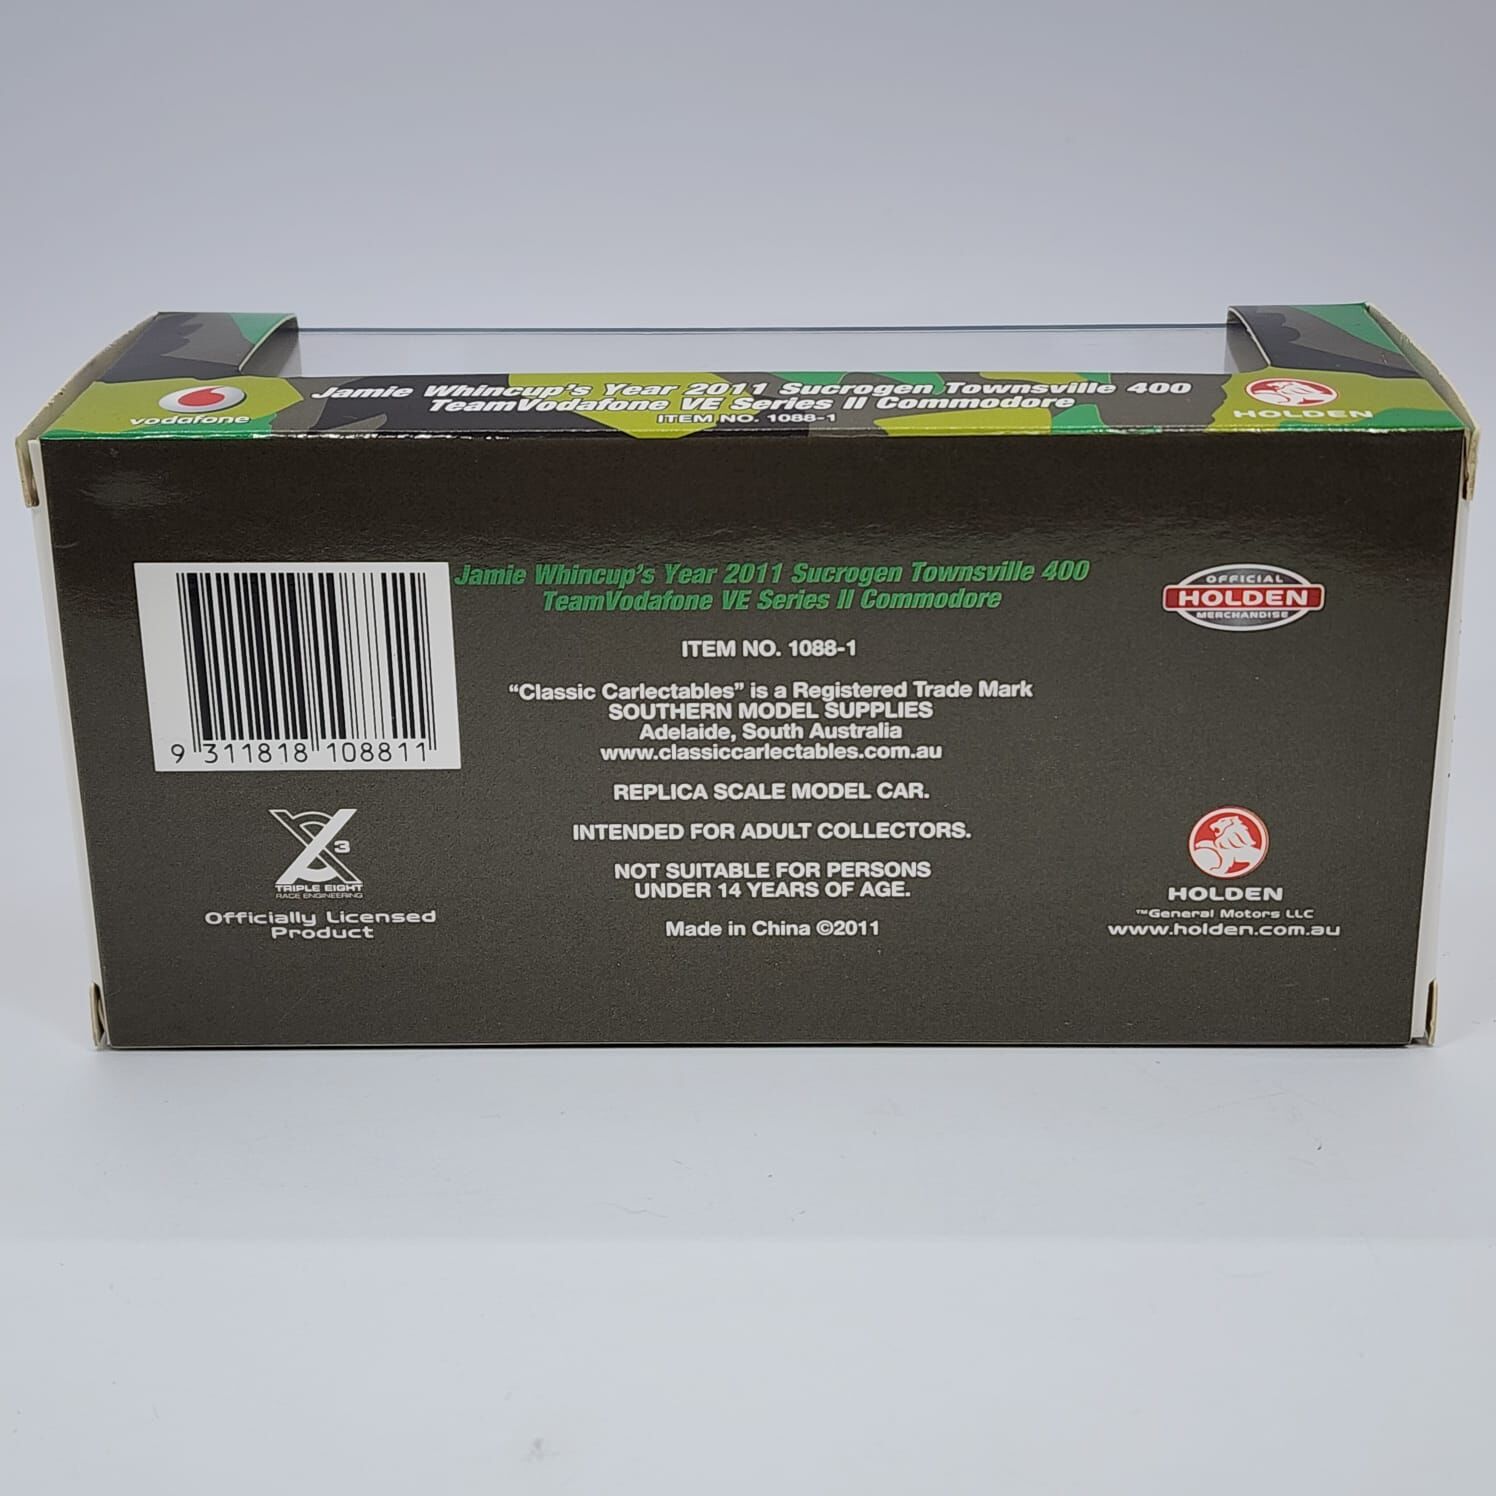 vodafone
Jamie Whincup's Year 2011 Sucrogen Townsville 400
TeamVodafone VE Series II Commodore
ITEM NO. 1088-1
HOLDEN
Jamie Whincup's Year 2011 Sucrogen Townsville 400
TeamVodafone VE Series II Commodore
ITEM NO. 1088-1
"Classic Carlectables" is a Registered Trade Mark
SOUTHERN MODEL SUPPLIES
Adelaide, South Australia
www.classiccarlectables.com.au
REPLICA SCALE MODEL CAR.
INTENDED FOR ADULT COLLECTORS.
NOT SUITABLE FOR PERSONS
UNDER 14 YEARS OF AGE.
Made in China ©2011
9 311818 108811
3
TRIPLE EIGHT
RACE ENGINEERING
Officially Licensed
Product
OFFICIAL
HOLDEN
MERCHANDISE
HOLDEN
™General Motors LLC
www.holden.com.au